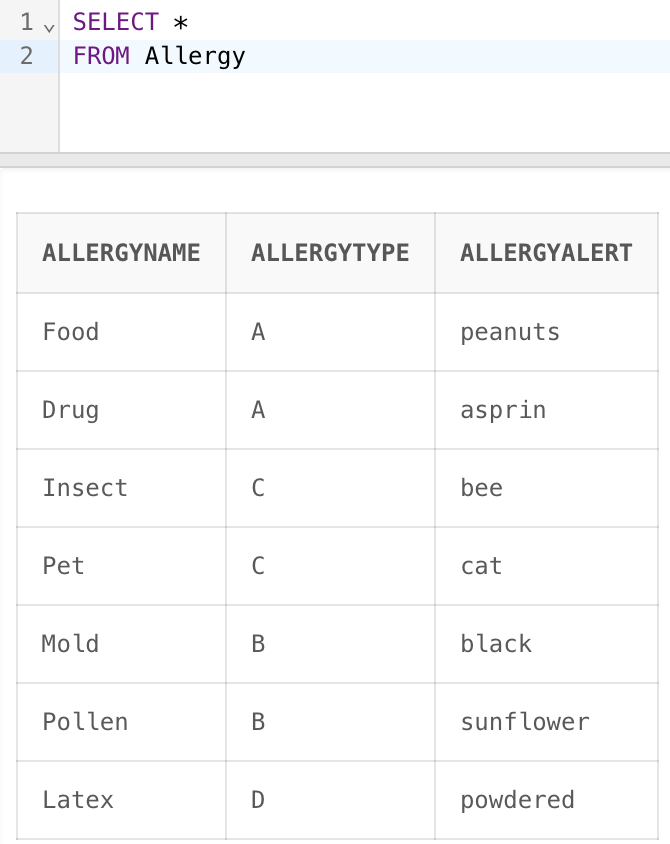 1 SELECT *
2 FROM Allergy
ALLERGYNAME ALLERGYTYPE ALLERGYALERT
Food A peanuts
Drug A asprin
Insect C bee
Pet C cat
Mold B black
Pollen B sunflower
Latex D powdered